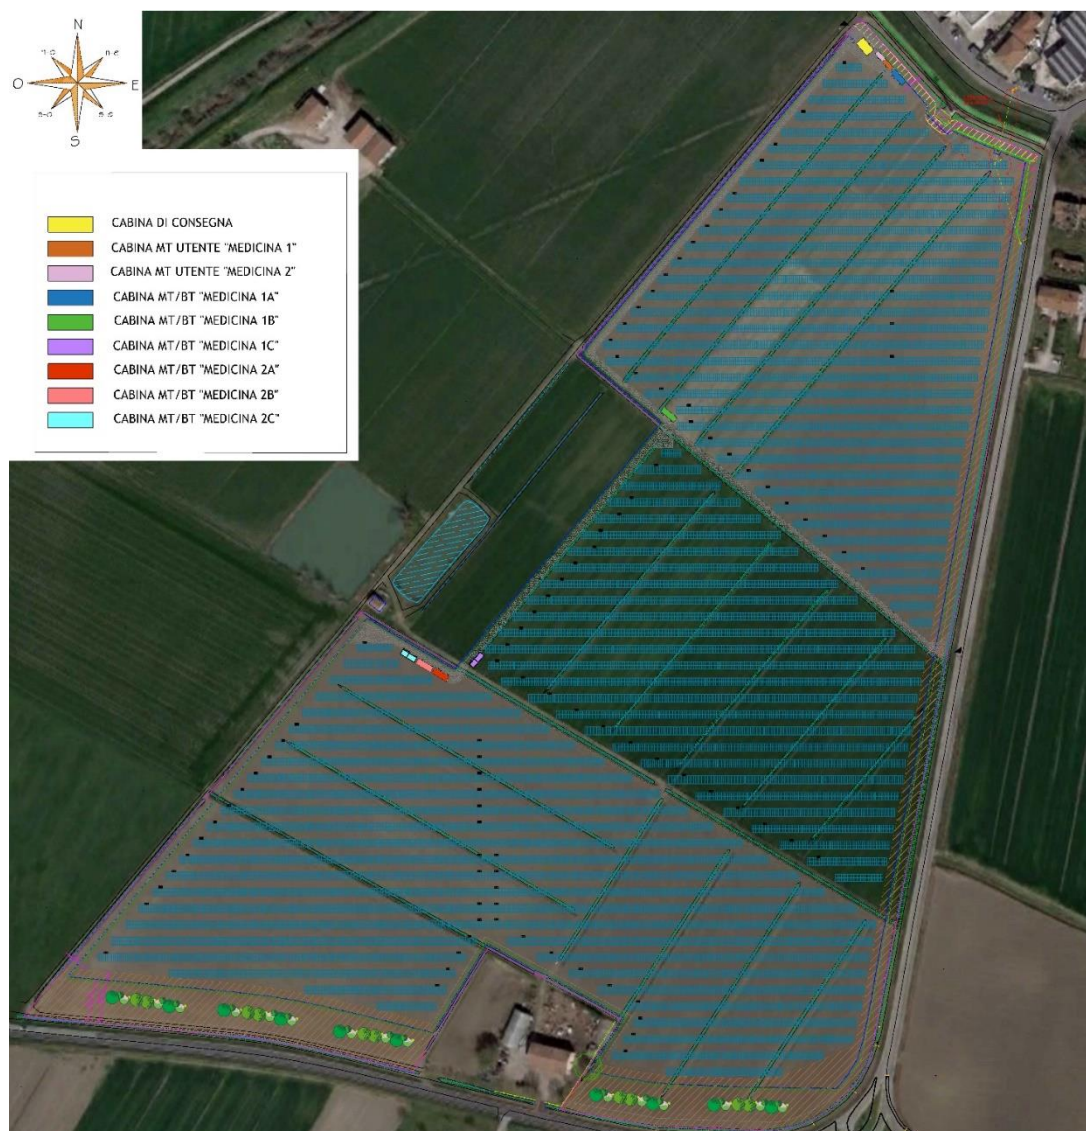 N
n-o
n-e
O
E
s-o
s-e
S
CABINA DI CONSEGNA
CABINA MT UTENTE "MEDICINA 1"
CABINA MT UTENTE "MEDICINA 2"
CABINA MT/BT "MEDICINA 1A"
CABINA MT/BT "MEDICINA 1B"
CABINA MT/BT "MEDICINA 1C"
CABINA MT/BT "MEDICINA 2A"
CABINA MT/BT "MEDICINA 2B"
CABINA MT/BT "MEDICINA 2C"